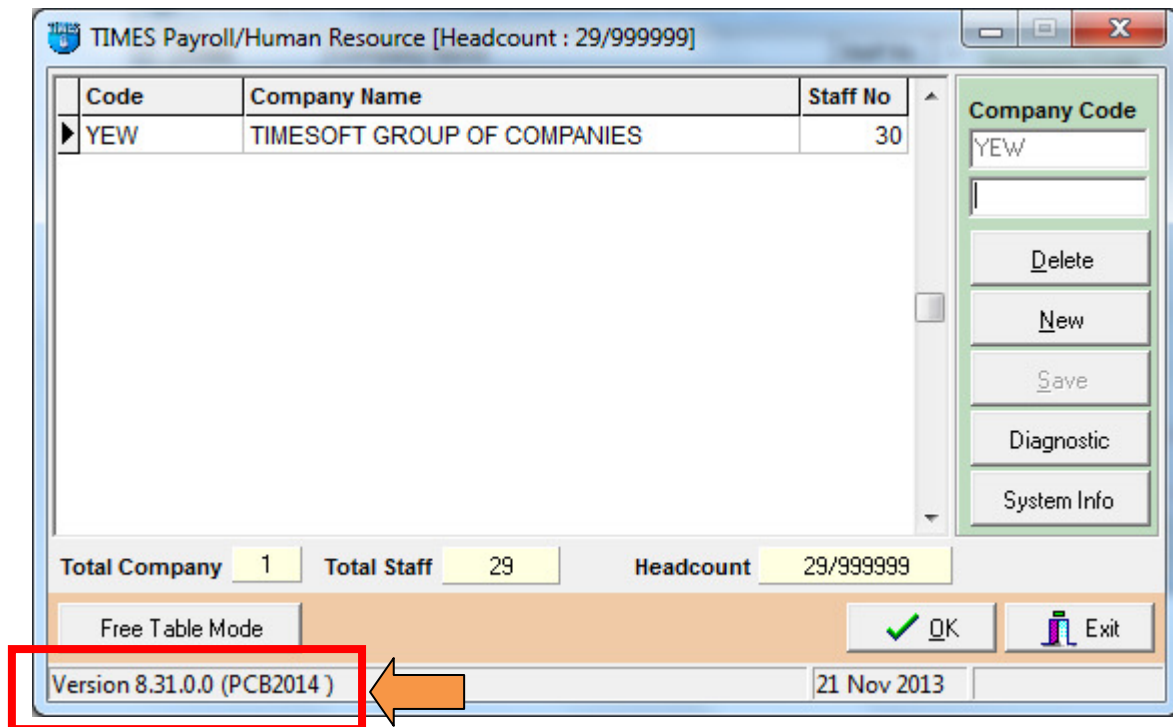 TIMES Payroll/Human Resource [Headcount : 29/999999]
Code Company Name Staff No
YEW TIMESOFT GROUP OF COMPANIES 30
Company Code
YEW
Delete
New
Save
Diagnostic
System Info
Total Company 1 Total Staff 29 Headcount 29/999999
Free Table Mode OK Exit
Version 8.31.0.0 (PCB2014 ) 21 Nov 2013